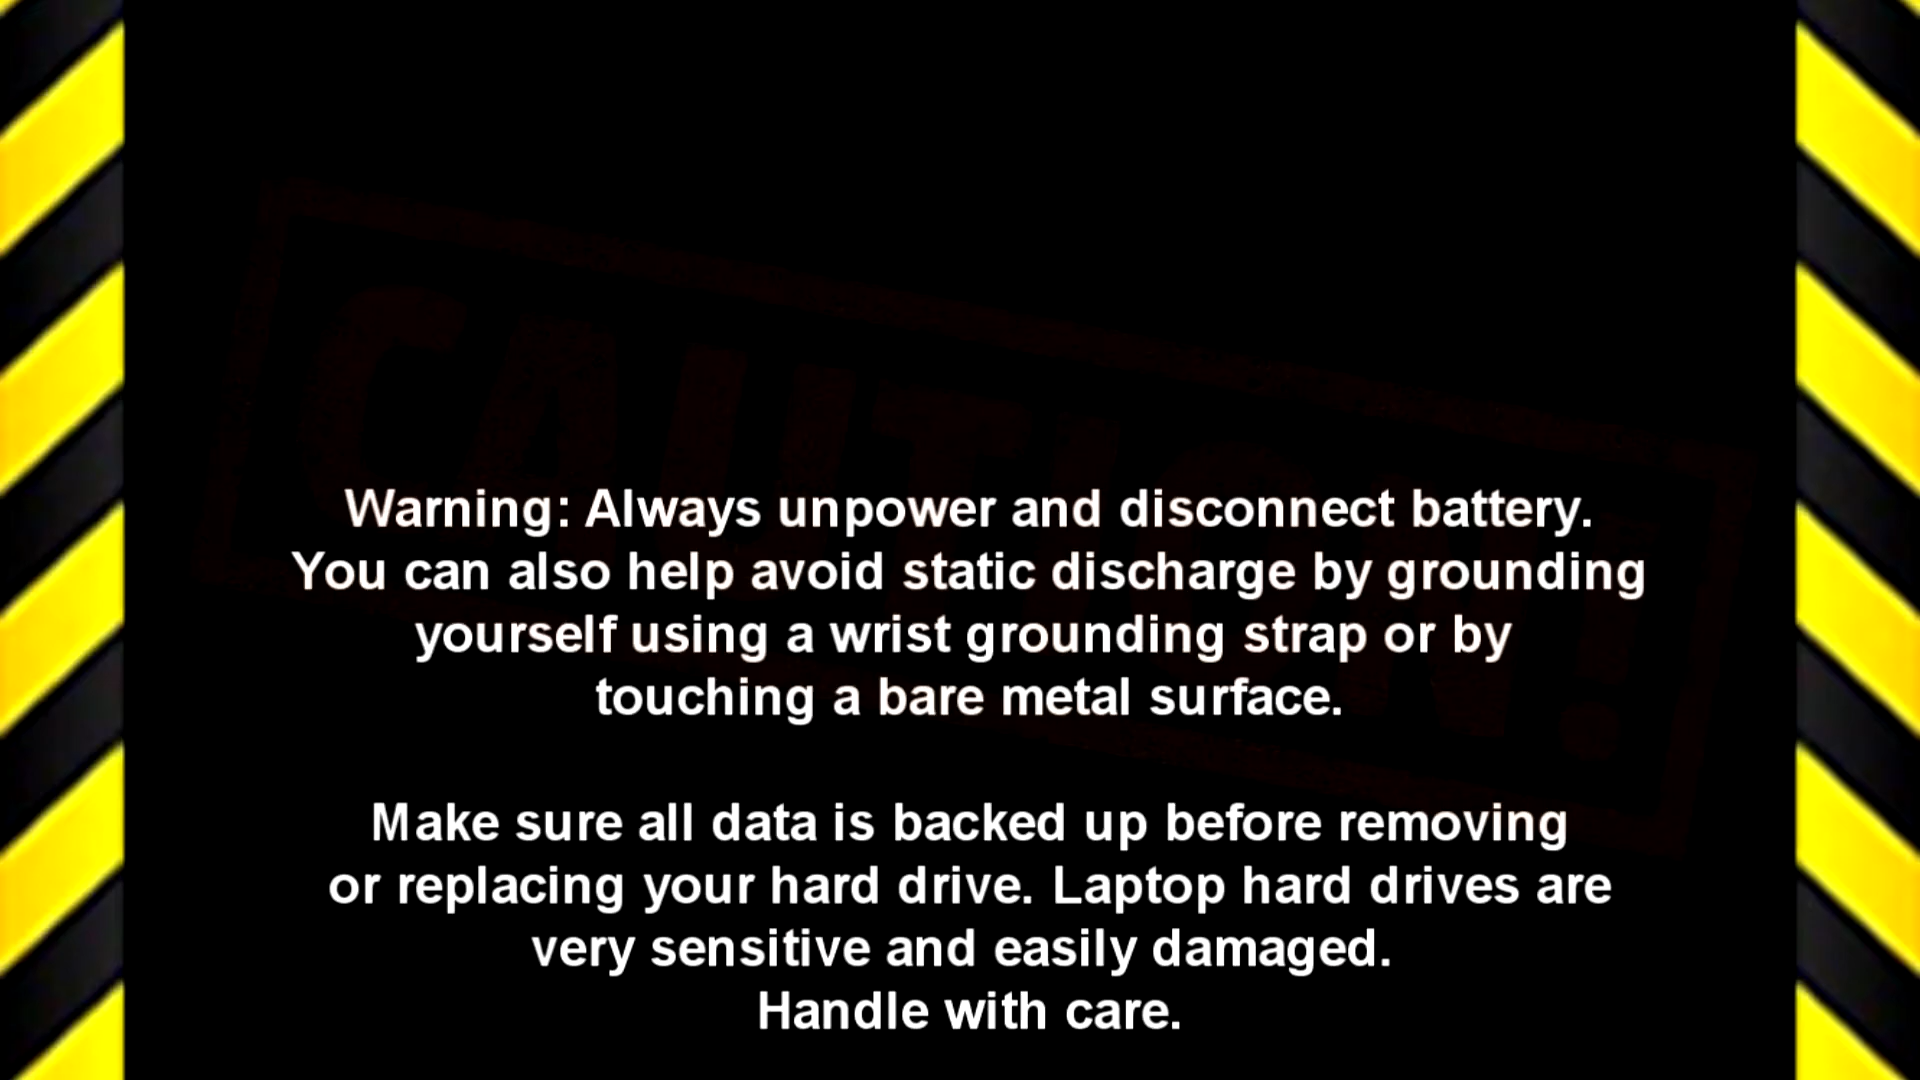 CAUTION!
Warning: Always unpower and disconnect battery.
You can also help avoid static discharge by grounding
yourself using a wrist grounding strap or by
touching a bare metal surface.
Make sure all data is backed up before removing
or replacing your hard drive. Laptop hard drives are
very sensitive and easily damaged.
Handle with care.